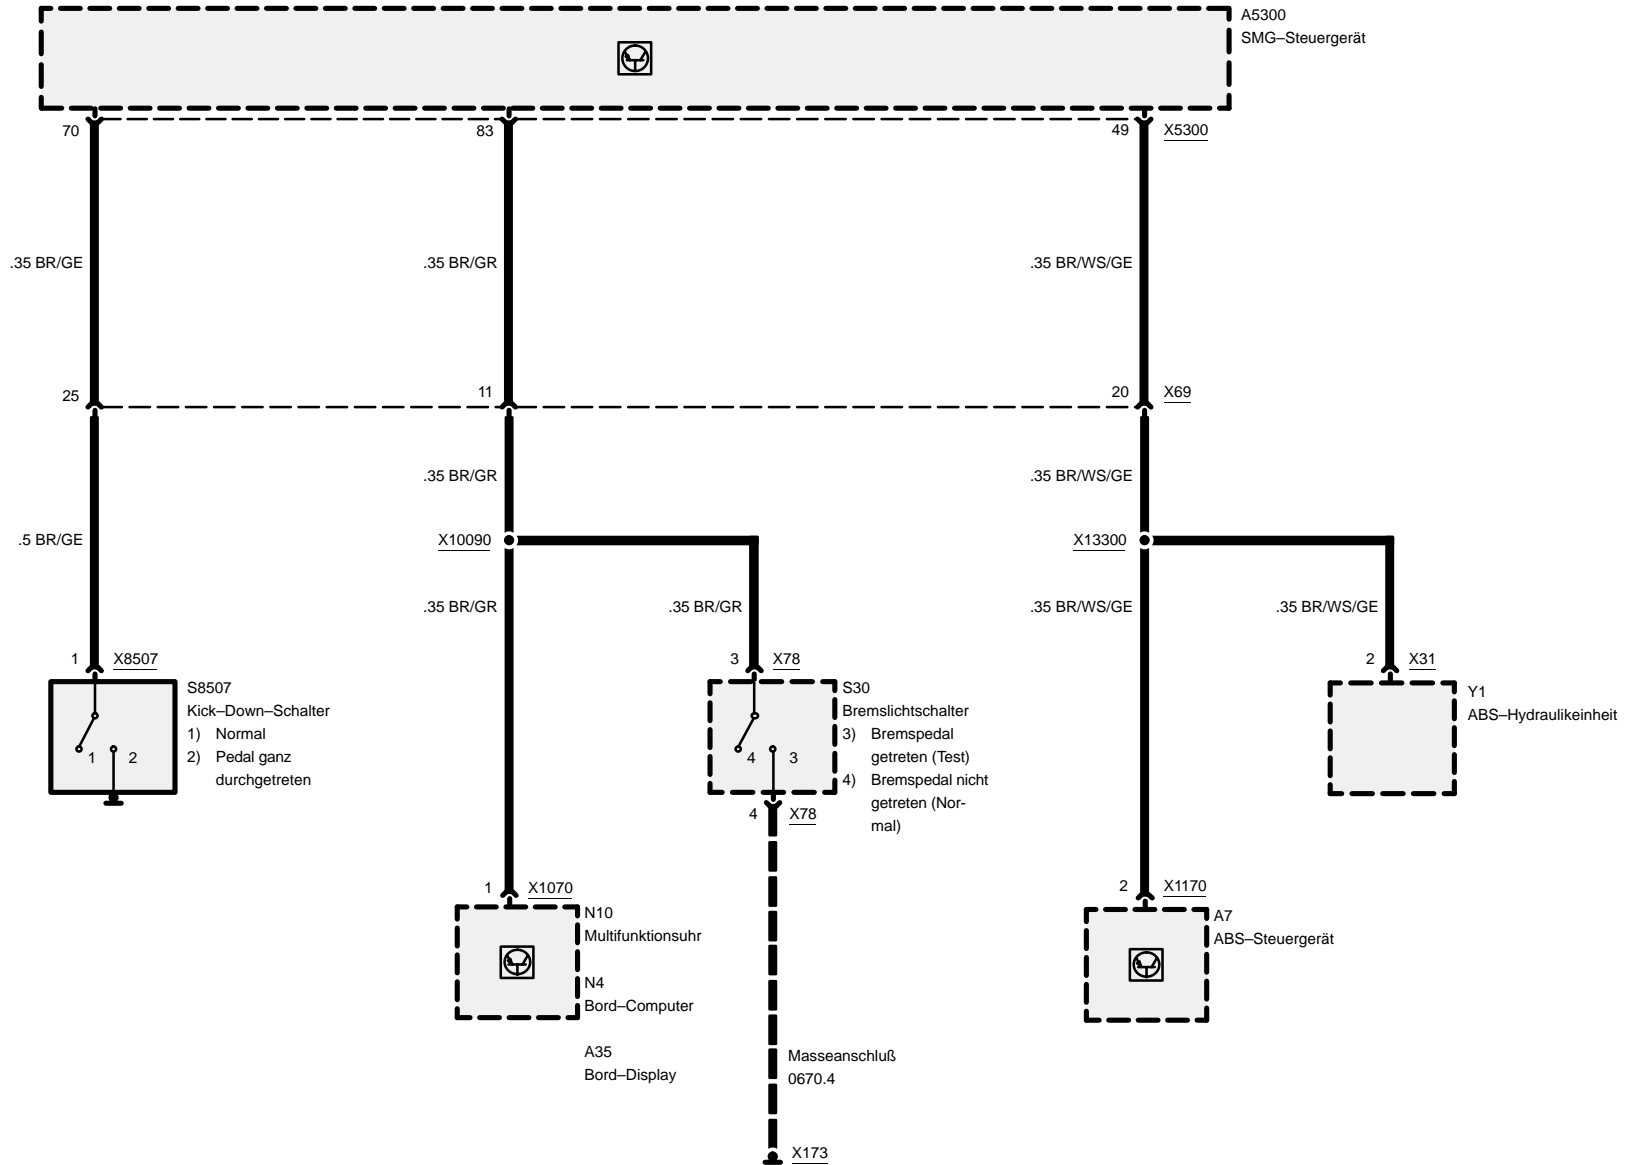 A5300
SMG–Steuergerät
70
83
49
X5300
.35 BR/GE
.35 BR/GR
.35 BR/WS/GE
25
11
20
X69
.35 BR/GR
.35 BR/WS/GE
.5 BR/GE
X10090
X13300
.35 BR/GR
.35 BR/GR
.35 BR/WS/GE
.35 BR/WS/GE
1
X8507
3
X78
2
X31
S8507
Kick–Down–Schalter
1) Normal
2) Pedal ganz
durchgetreten
1
2
S30
Bremslichtschalter
3) Bremspedal
getreten (Test)
4) Bremspedal nicht
getreten (Nor-
mal)
4
3
Y1
ABS–Hydraulikeinheit
4
X78
1
X1070
2
X1170
N10
Multifunktionsuhr
N4
Bord–Computer
A35
Bord–Display
A7
ABS–Steuergerät
Masseanschluß
0670.4
X173